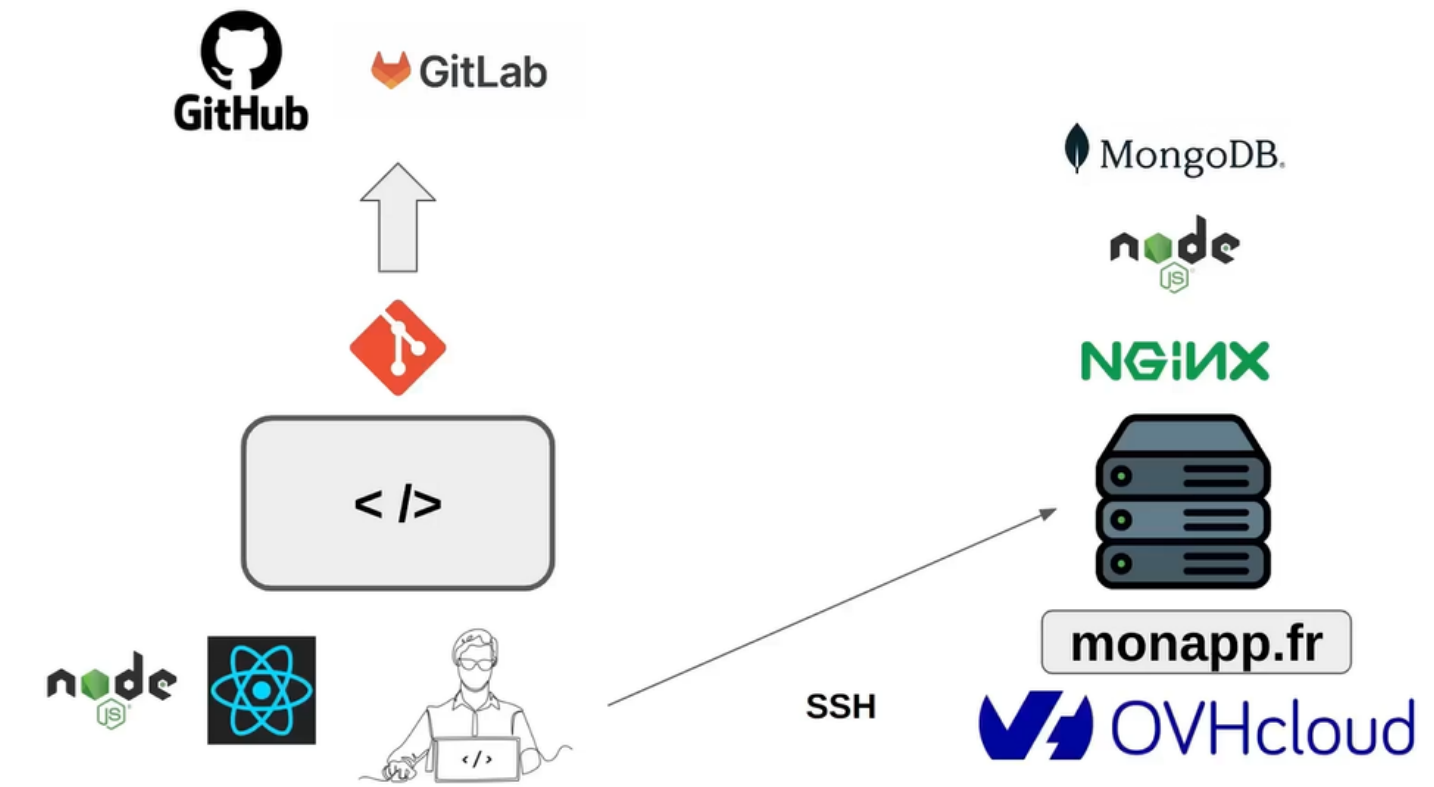 GitHub
GitLab
mongoDB®
node
JS®
NGINX
< />
monapp.fr
node
JS®
</>
SSH
OVHcloud